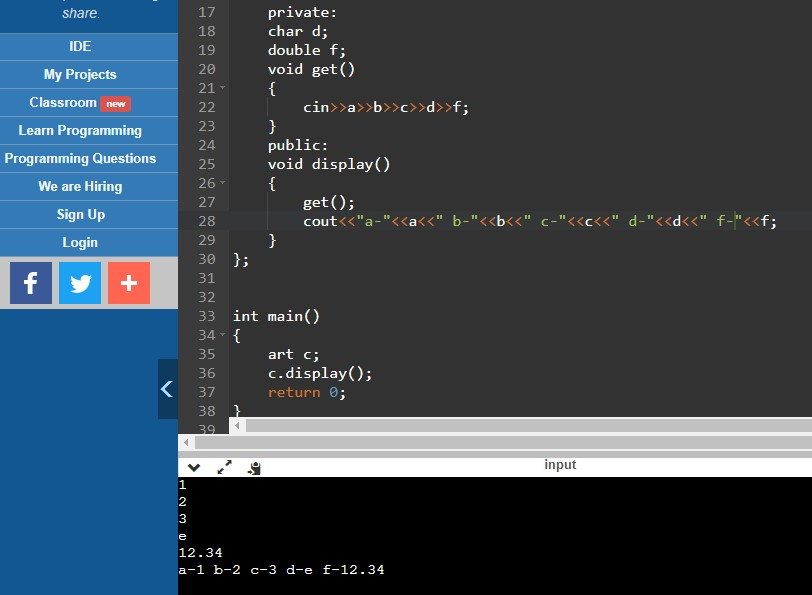 share.
IDE
My Projects
Classroom new
Learn Programming
Programming Questions
We are Hiring
Sign Up
Login
17 private:
18 char d;
19 double f;
20 void get()
21 {
22 cin>>a>>b>>c>>d>>f;
23 }
24 public:
25 void display()
26 {
27 get();
28 cout<<"a-"<<a<<" b-"<<b<<" c-"<<c<<" d-"<<d<<" f-"<<f;
29 }
30 };
31
32
33 int main()
34 {
35 art c;
36 c.display();
37 return 0;
38 }
39
input
1
2
3
e
12.34
a-1 b-2 c-3 d-e f-12.34